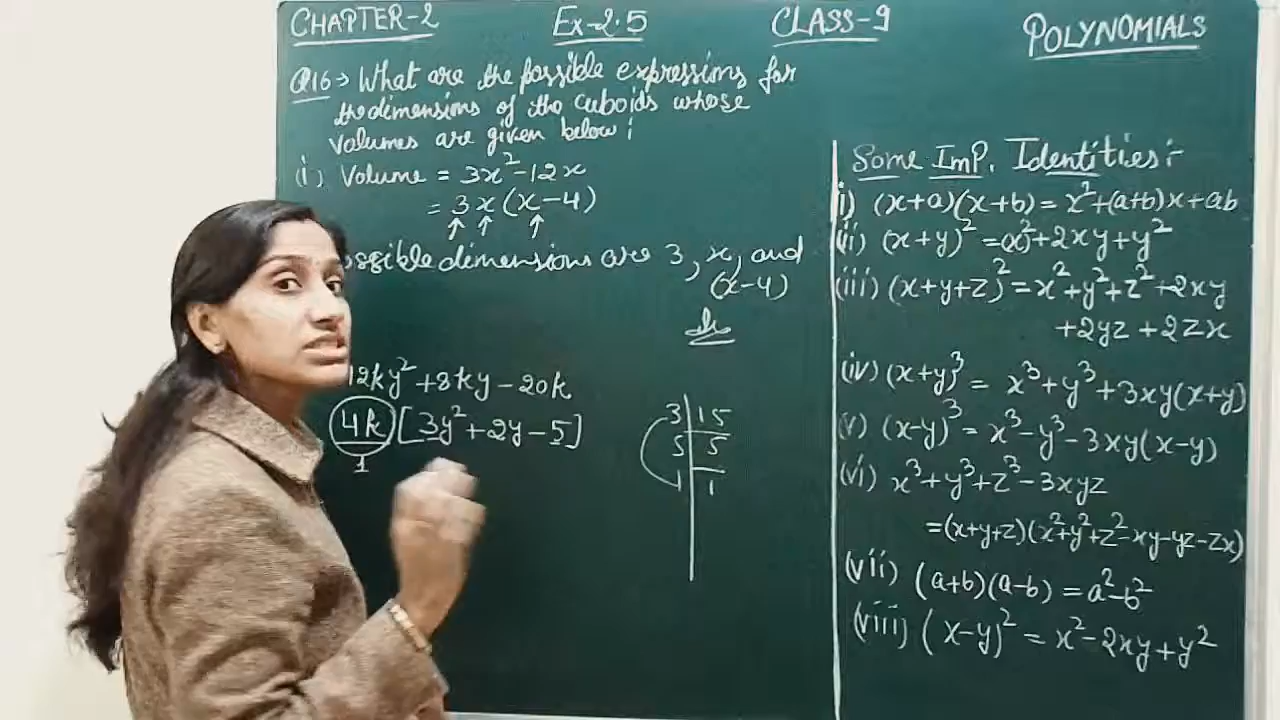 CHAPTER-2 Ex-2.5 CLASS-9 POLYNOMIALS
Q16→ What are the possible expressions for
the dimensions of the cuboids whose
volumes are given below:
(i) Volume = 3x²-12x
= 3x(x-4)
↑ ↑ ↑
ossible dimensions are 3, x, and
(x-4)
12ky²+8ky-20k
4k[3y²+2y-5]
1
3|15
5|5
1|1
Some Imp. Identities:-
i) (x+a)(x+b)=x²+(a+b)x+ab
(ii) (x+y)²=(x)²+2xy+y²
(iii) (x+y+z)²=x²+y²+z²+2xy
+2yz+2zx
(iv) (x+y)³= x³+y³+3xy(x+y)
(v) (x-y)³=x³-y³-3xy(x-y)
(vi) x³+y³+z³-3xyz
=(x+y+z)(x²+y²+z²-xy-yz-zx)
(vii) (a+b)(a-b)=a²-b²
(viii) (x-y)²=x²-2xy+y²